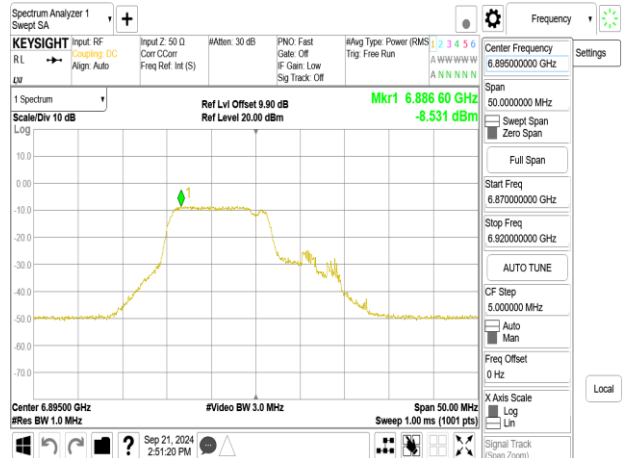 Spectrum Analyzer 1
Swept SA
+
Frequency
KEYSIGHT
RL
Input: RF
Coupling: DC
Align: Auto
Input Z: 50 Ω
Corr CCorr
Freq Ref: Int (S)
#Atten: 30 dB
PNO: Fast
Gate: Off
IF Gain: Low
Sig Track: Off
#Avg Type: Power (RMS
Trig: Free Run
1 2 3 4 5 6
A W W W W W
A N N N N N
1 Spectrum
Scale/Div 10 dB
Log
Ref Lvl Offset 9.90 dB
Ref Level 20.00 dBm
Mkr1 6.886 60 GHz
-8.531 dBm
10.0
0.00
-10.0
-20.0
-30.0
-40.0
-50.0
-60.0
-70.0
1
Center 6.89500 GHz
#Res BW 1.0 MHz
#Video BW 3.0 MHz
Span 50.00 MHz
Sweep 1.00 ms (1001 pts)
Sep 21, 2024
2:51:20 PM
Center Frequency
6.895000000 GHz
Settings
Span
50.0000000 MHz
Swept Span
Zero Span
Full Span
Start Freq
6.870000000 GHz
Stop Freq
6.920000000 GHz
AUTO TUNE
CF Step
5.000000 MHz
Auto
Man
Freq Offset
0 Hz
X Axis Scale
Log
Lin
Local
Signal Track
(Span Zoom)